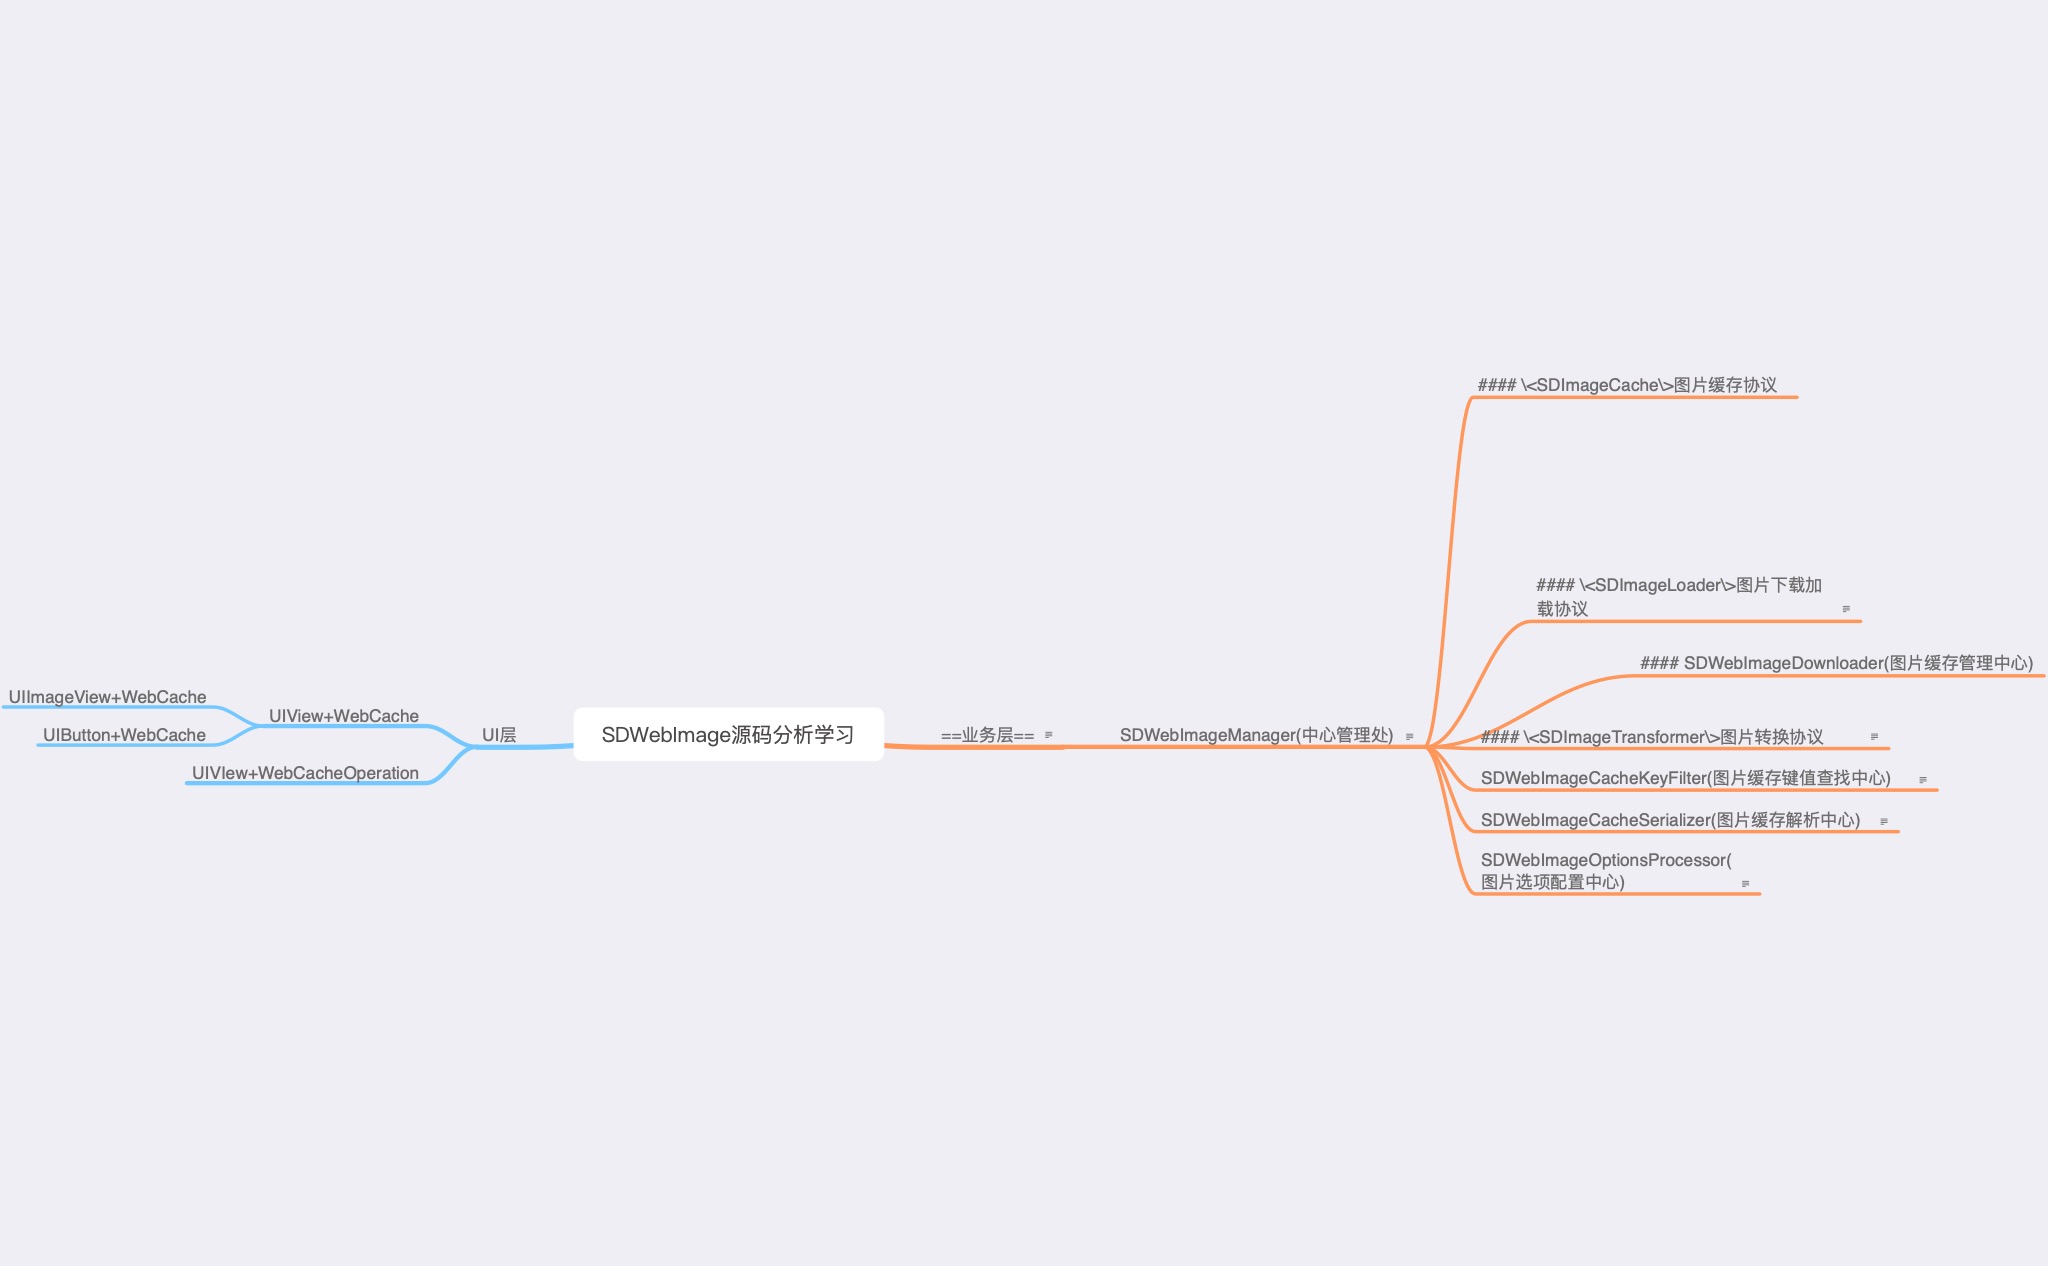 SDWebImage源码分析学习
UI层
UIView+WebCache
UIImageView+WebCache
UIButton+WebCache
UIVIew+WebCacheOperation
==业务层==
SDWebImageManager(中心管理处)
#### \<SDImageCache\>图片缓存协议
#### \<SDImageLoader\>图片下载加
载协议
#### SDWebImageDownloader(图片缓存管理中心)
#### \<SDImageTransformer\>图片转换协议
SDWebImageCacheKeyFilter(图片缓存键值查找中心)
SDWebImageCacheSerializer(图片缓存解析中心)
SDWebImageOptionsProcessor(
图片选项配置中心)